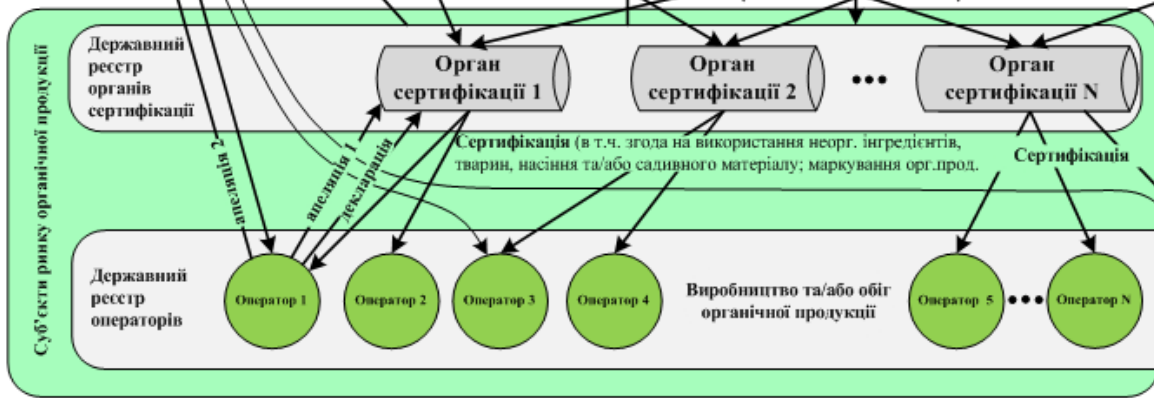 Суб'єкти ринку органічної продукції
Державний
реєстр
органів
сертифікації
Орган
сертифікації 1
Орган
сертифікації 2
•••
Орган
сертифікації N
Сертифікація (в т.ч. згода на використання неорг. інгредієнтів,
тварин, насіння та/або садивного матеріалу; маркування орг.прод.
Сертифікація
апеляція 2
апеляція 1
декларація
Державний
реєстр
операторів
Оператор 1
Оператор 2
Оператор 3
Оператор 4
Виробництво та/або обіг
органічної продукції
Оператор 5
•••
Оператор N